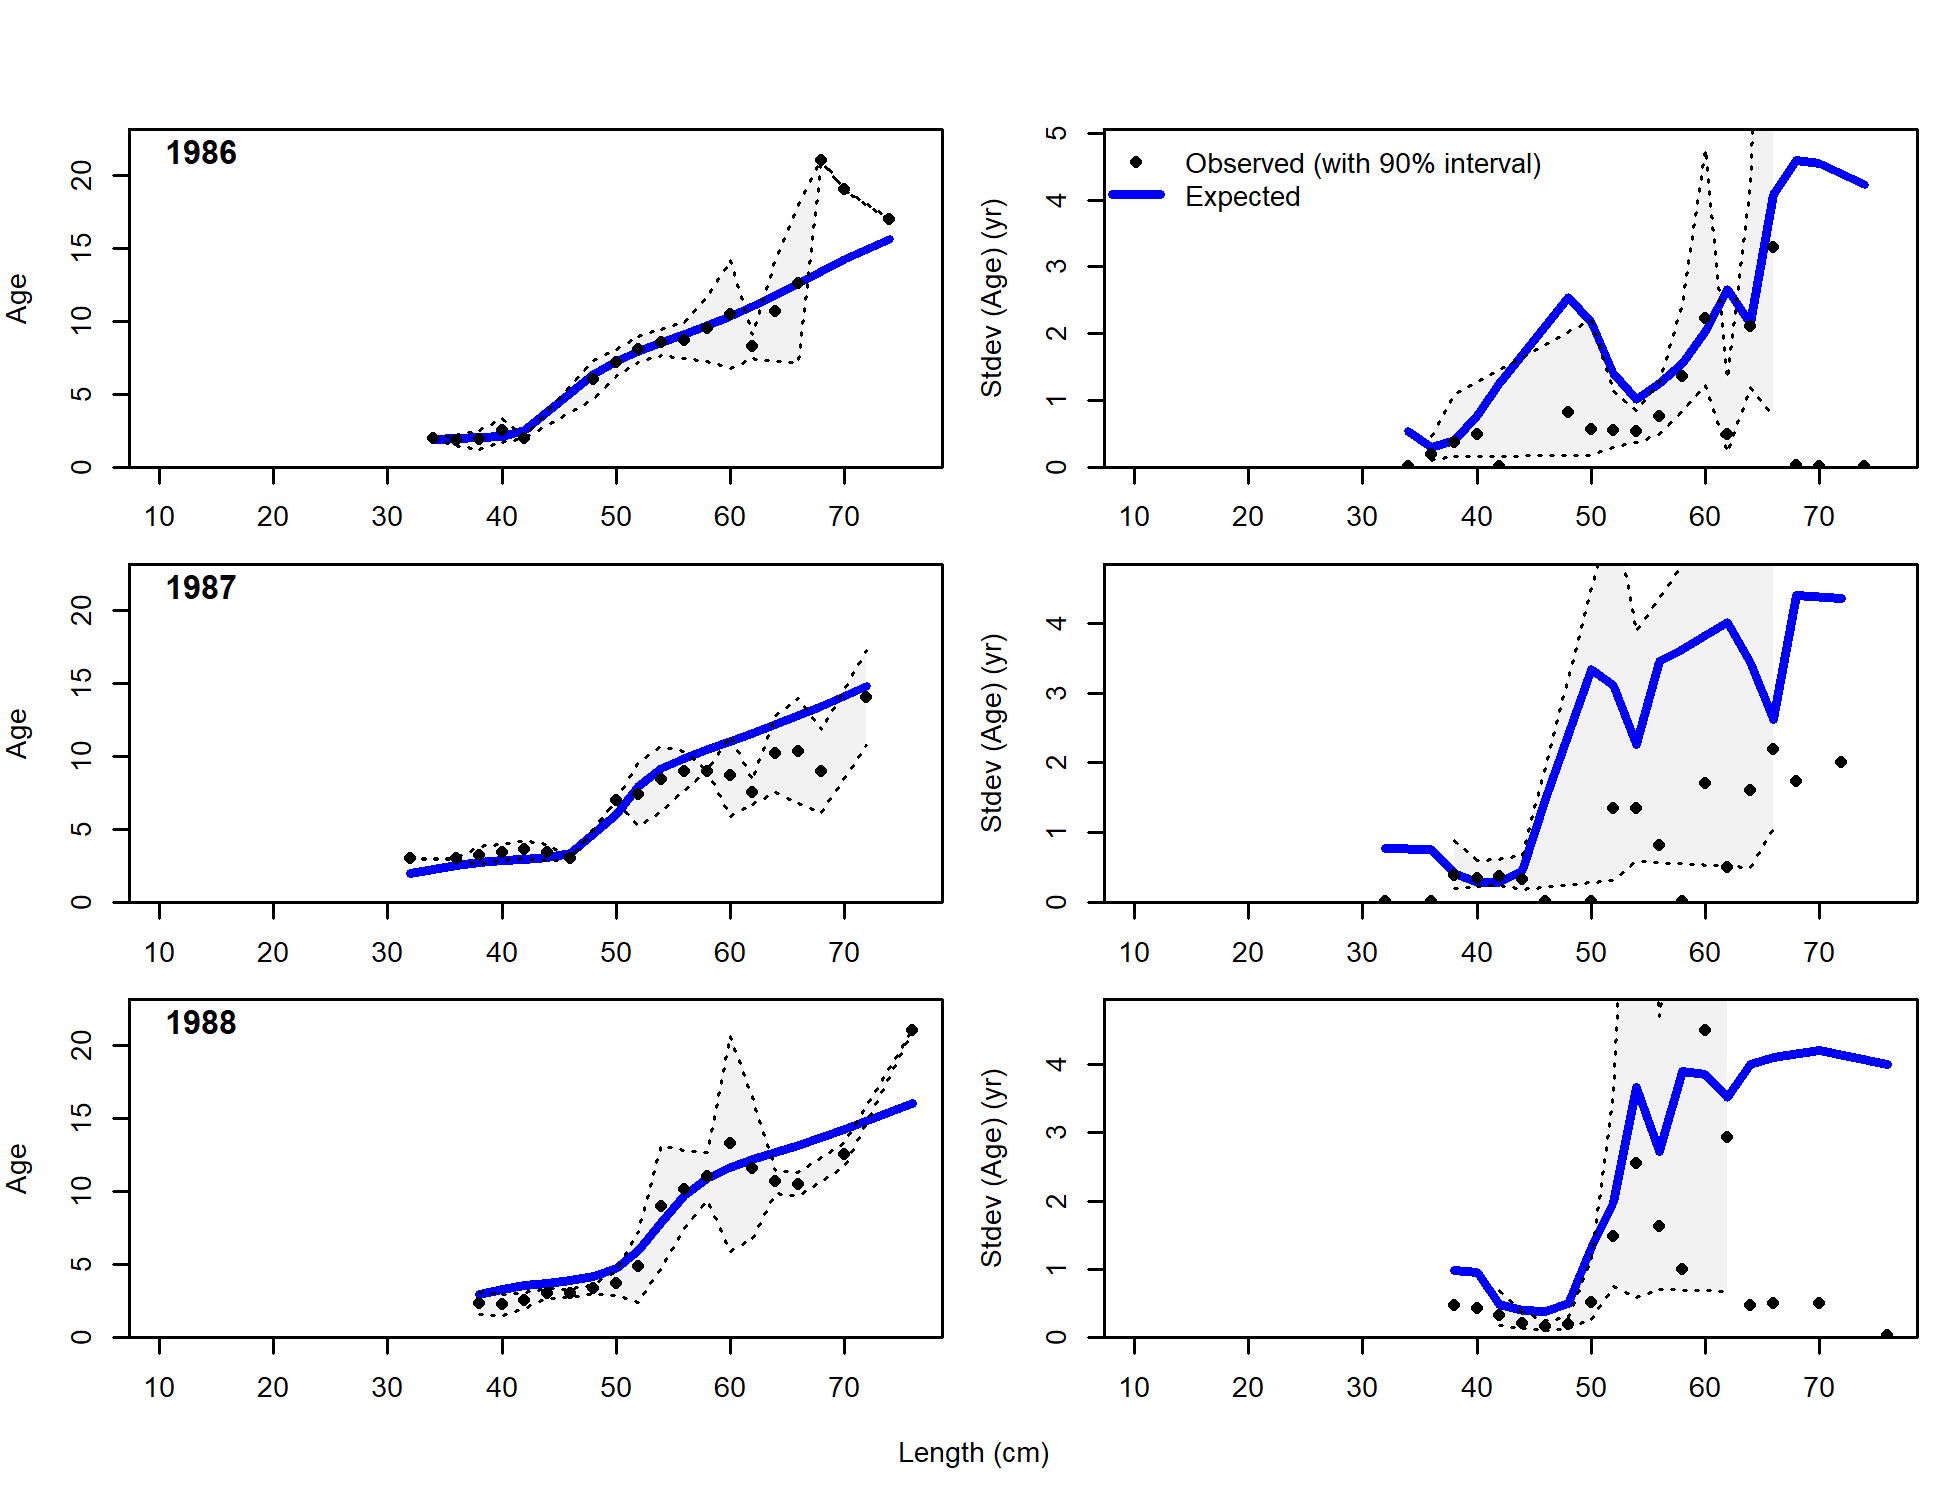 1986
Age
0 5 10 15 20
10 20 30 40 50 60 70
Observed (with 90% interval)
Expected
Stdev (Age) (yr)
0 1 2 3 4 5
10 20 30 40 50 60 70
1987
Age
0 5 10 15 20
10 20 30 40 50 60 70
Stdev (Age) (yr)
0 1 2 3 4
10 20 30 40 50 60 70
1988
Age
0 5 10 15 20
10 20 30 40 50 60 70
Stdev (Age) (yr)
0 1 2 3 4
10 20 30 40 50 60 70
Length (cm)